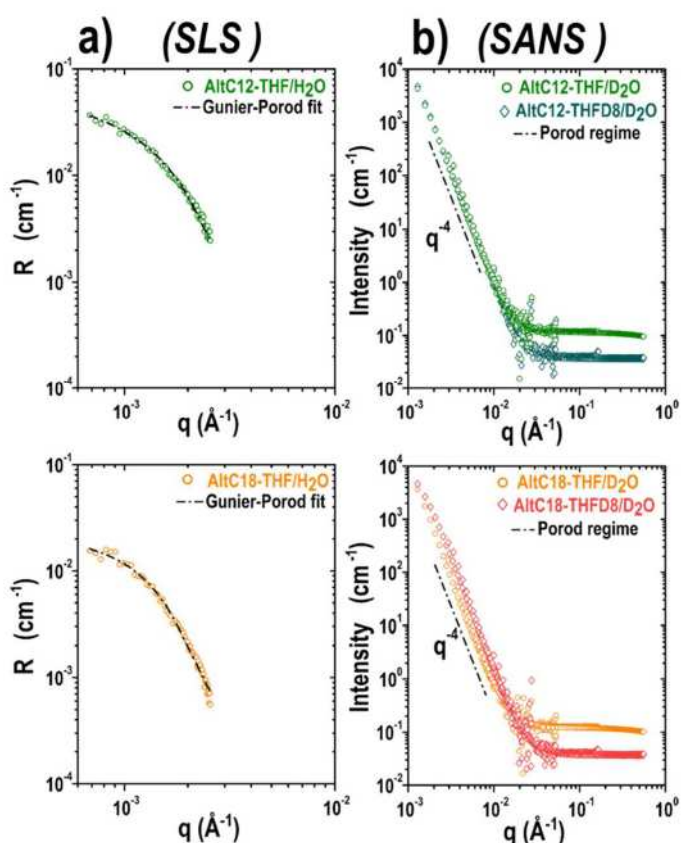 a) (SLS)
10⁻¹
AltC12-THF/H₂O
Gunier-Porod fit
10⁻²
R (cm⁻¹)
10⁻³
10⁻⁴
10⁻³ 10⁻²
q (Å⁻¹)
b) (SANS)
10⁴
AltC12-THF/D₂O
AltC12-THFD8/D₂O
10³
Porod regime
10²
q⁻⁴
Intensity (cm⁻¹)
10¹
10⁰
10⁻¹
10⁻²
10⁻³ 10⁻² 10⁻¹ 10⁰
q (Å⁻¹)
10⁻¹
AltC18-THF/H₂O
Gunier-Porod fit
10⁻²
R (cm⁻¹)
10⁻³
10⁻⁴
10⁻³ 10⁻²
q (Å⁻¹)
10⁴
AltC18-THF/D₂O
AltC18-THFD8/D₂O
10³
Porod regime
10²
Intensity (cm⁻¹)
10¹
q⁻⁴
10⁰
10⁻¹
10⁻²
10⁻³ 10⁻² 10⁻¹ 10⁰
q (Å⁻¹)